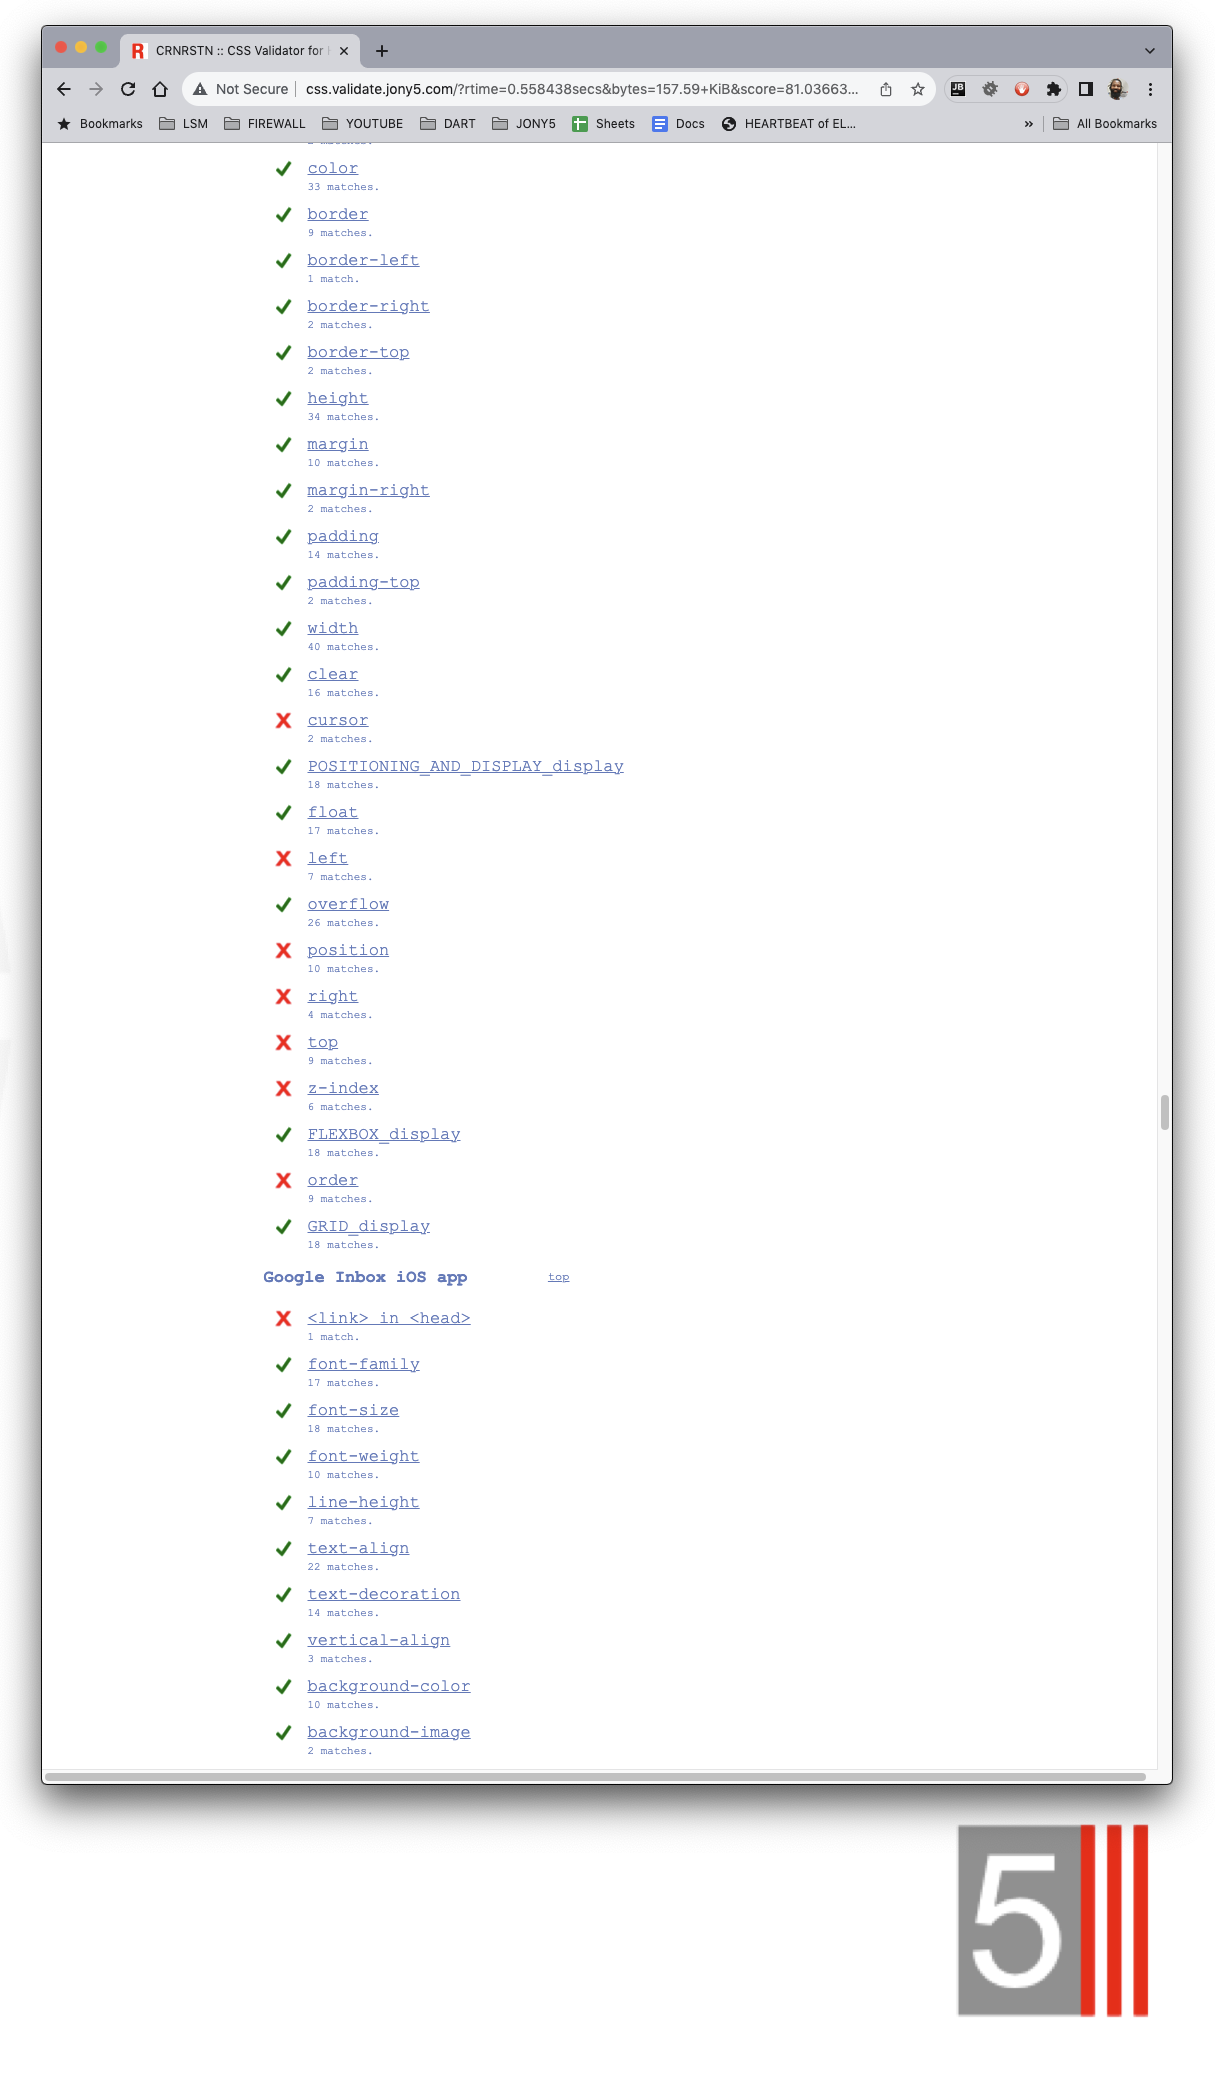 CRNRSTN :: CSS Validator for
Not Secure
css.validate.jony5.com/?rtime=0.558438secs&bytes=157.59+KiB&score=81.03663...
JB
Bookmarks
LSM
FIREWALL
YOUTUBE
DART
JONY5
Sheets
Docs
HEARTBEAT of EL...
»
All Bookmarks
color
33 matches.
border
9 matches.
border-left
1 match.
border-right
2 matches.
border-top
2 matches.
height
34 matches.
margin
10 matches.
margin-right
2 matches.
padding
14 matches.
padding-top
2 matches.
width
40 matches.
clear
16 matches.
cursor
2 matches.
POSITIONING_AND_DISPLAY_display
18 matches.
float
17 matches.
left
7 matches.
overflow
26 matches.
position
10 matches.
right
4 matches.
top
9 matches.
z-index
6 matches.
FLEXBOX_display
18 matches.
order
9 matches.
GRID_display
18 matches.
Google Inbox iOS app
top
<link> in <head>
1 match.
font-family
17 matches.
font-size
18 matches.
font-weight
10 matches.
line-height
7 matches.
text-align
22 matches.
text-decoration
14 matches.
vertical-align
3 matches.
background-color
10 matches.
background-image
2 matches.
5